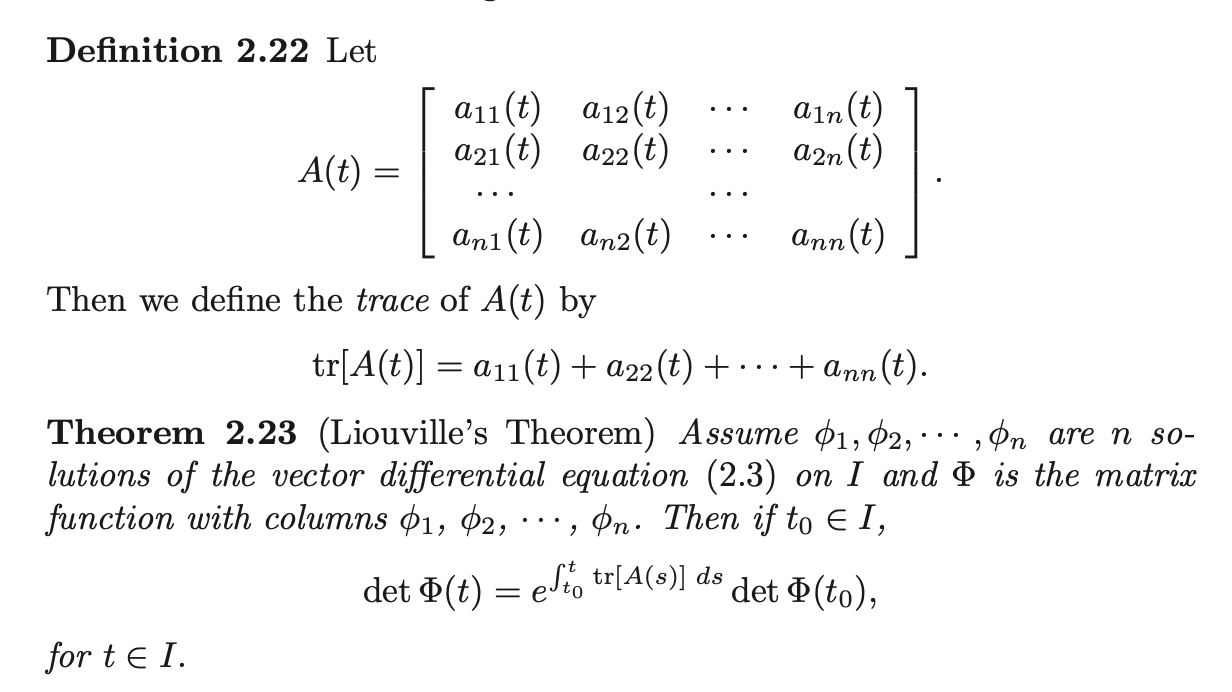 Definition 2.22 Let
A(t) = [ a₁₁(t) a₁₂(t) ⋯ a₁ₙ(t)
a₂₁(t) a₂₂(t) ⋯ a₂ₙ(t)
⋯ ⋯
aₙ₁(t) aₙ₂(t) ⋯ aₙₙ(t) ] .
Then we define the trace of A(t) by
tr[A(t)] = a₁₁(t) + a₂₂(t) + ⋯ + aₙₙ(t).
Theorem 2.23 (Liouville's Theorem) Assume ϕ₁, ϕ₂, ⋯ , ϕₙ are n so-
lutions of the vector differential equation (2.3) on I and Φ is the matrix
function with columns ϕ₁, ϕ₂, ⋯, ϕₙ. Then if t₀ ∈ I,
det Φ(t) = e^{∫_{t₀}^{t} tr[A(s)] ds} det Φ(t₀),
for t ∈ I.